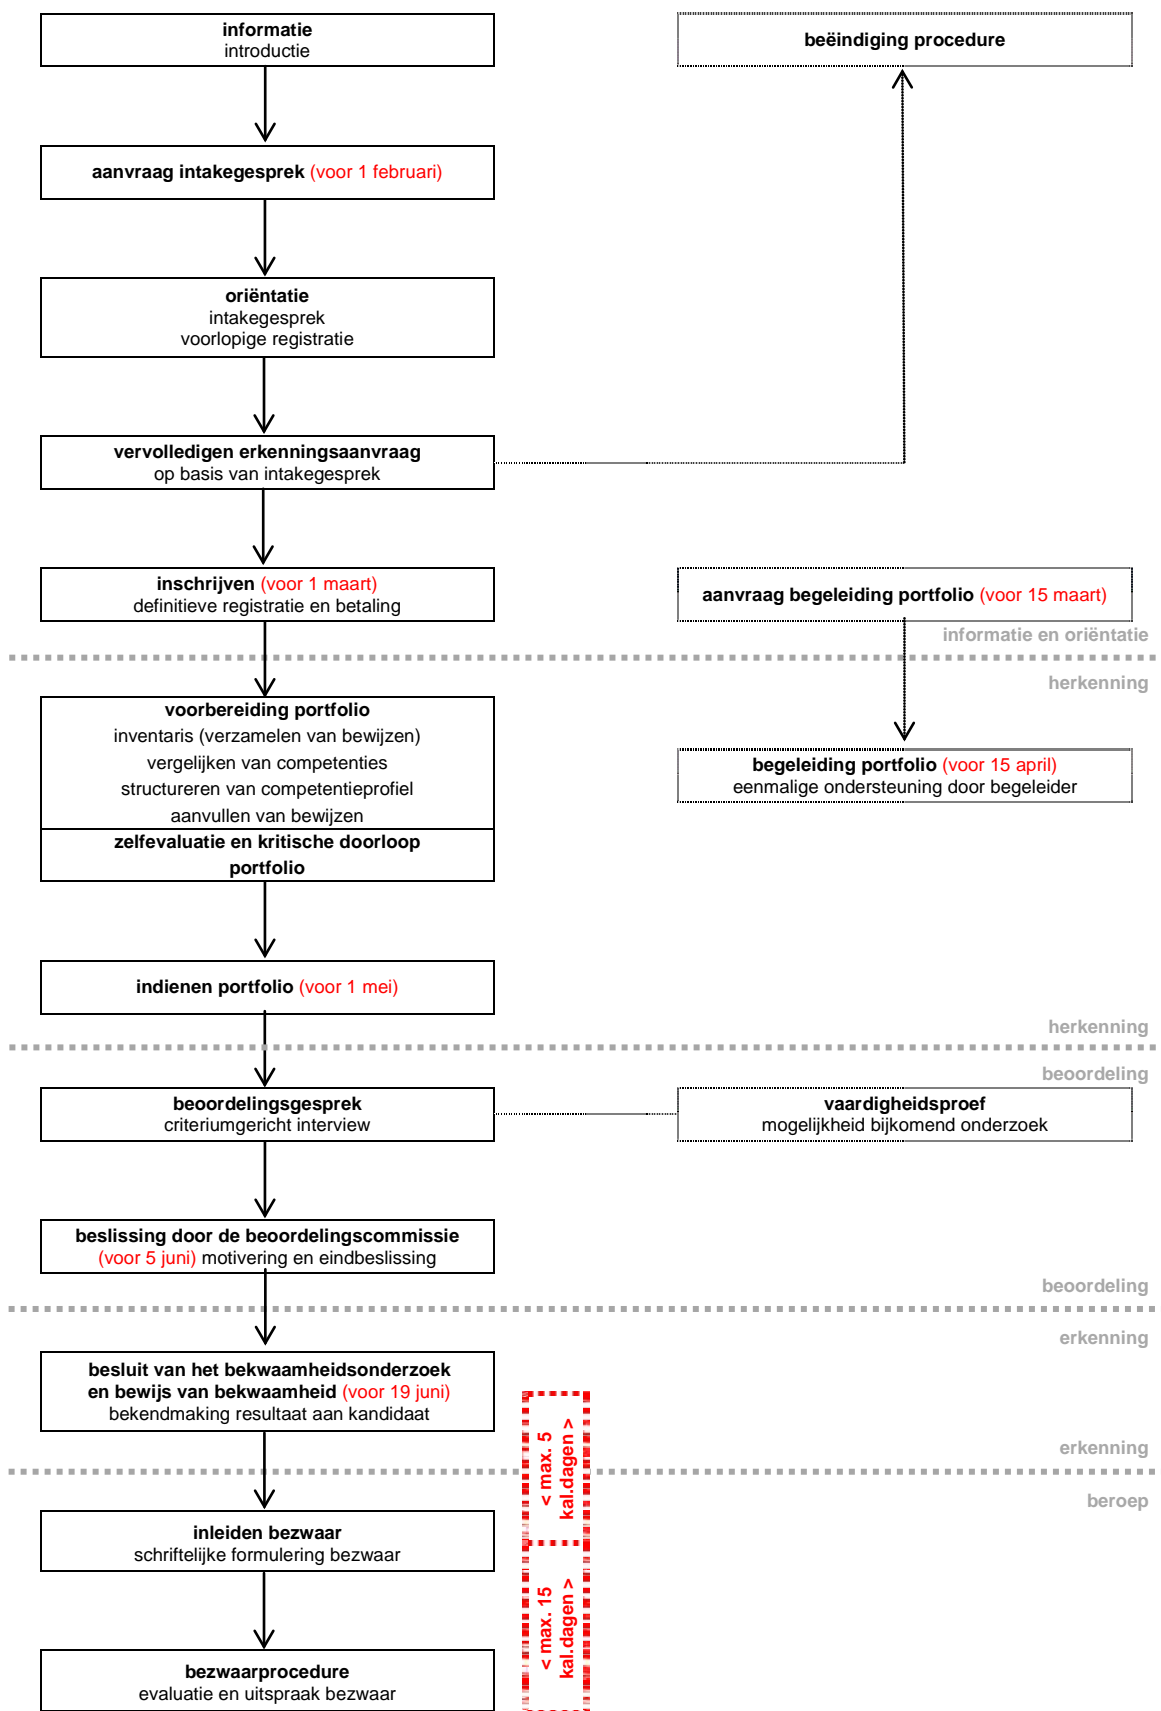 informatie
introductie
beëindiging procedure
aanvraag intakegesprek (voor 1 februari)
oriëntatie
intakegesprek
voorlopige registratie
vervolledigen erkenningsaanvraag
op basis van intakegesprek
inschrijven (voor 1 maart)
definitieve registratie en betaling
aanvraag begeleiding portfolio (voor 15 maart)
informatie en oriëntatie
herkenning
voorbereiding portfolio
inventaris (verzamelen van bewijzen)
vergelijken van competenties
structureren van competentieprofiel
aanvullen van bewijzen
zelfevaluatie en kritische doorloop
portfolio
begeleiding portfolio (voor 15 april)
eenmalige ondersteuning door begeleider
indienen portfolio (voor 1 mei)
herkenning
beoordeling
beoordelingsgesprek
criteriumgericht interview
vaardigheidsproef
mogelijkheid bijkomend onderzoek
beslissing door de beoordelingscommissie
(voor 5 juni) motivering en eindbeslissing
beoordeling
erkenning
besluit van het bekwaamheidsonderzoek
en bewijs van bekwaamheid (voor 19 juni)
bekendmaking resultaat aan kandidaat
< max. 5
kal.dagen >
erkenning
beroep
inleiden bezwaar
schriftelijke formulering bezwaar
< max. 15
kal.dagen >
bezwaarprocedure
evaluatie en uitspraak bezwaar